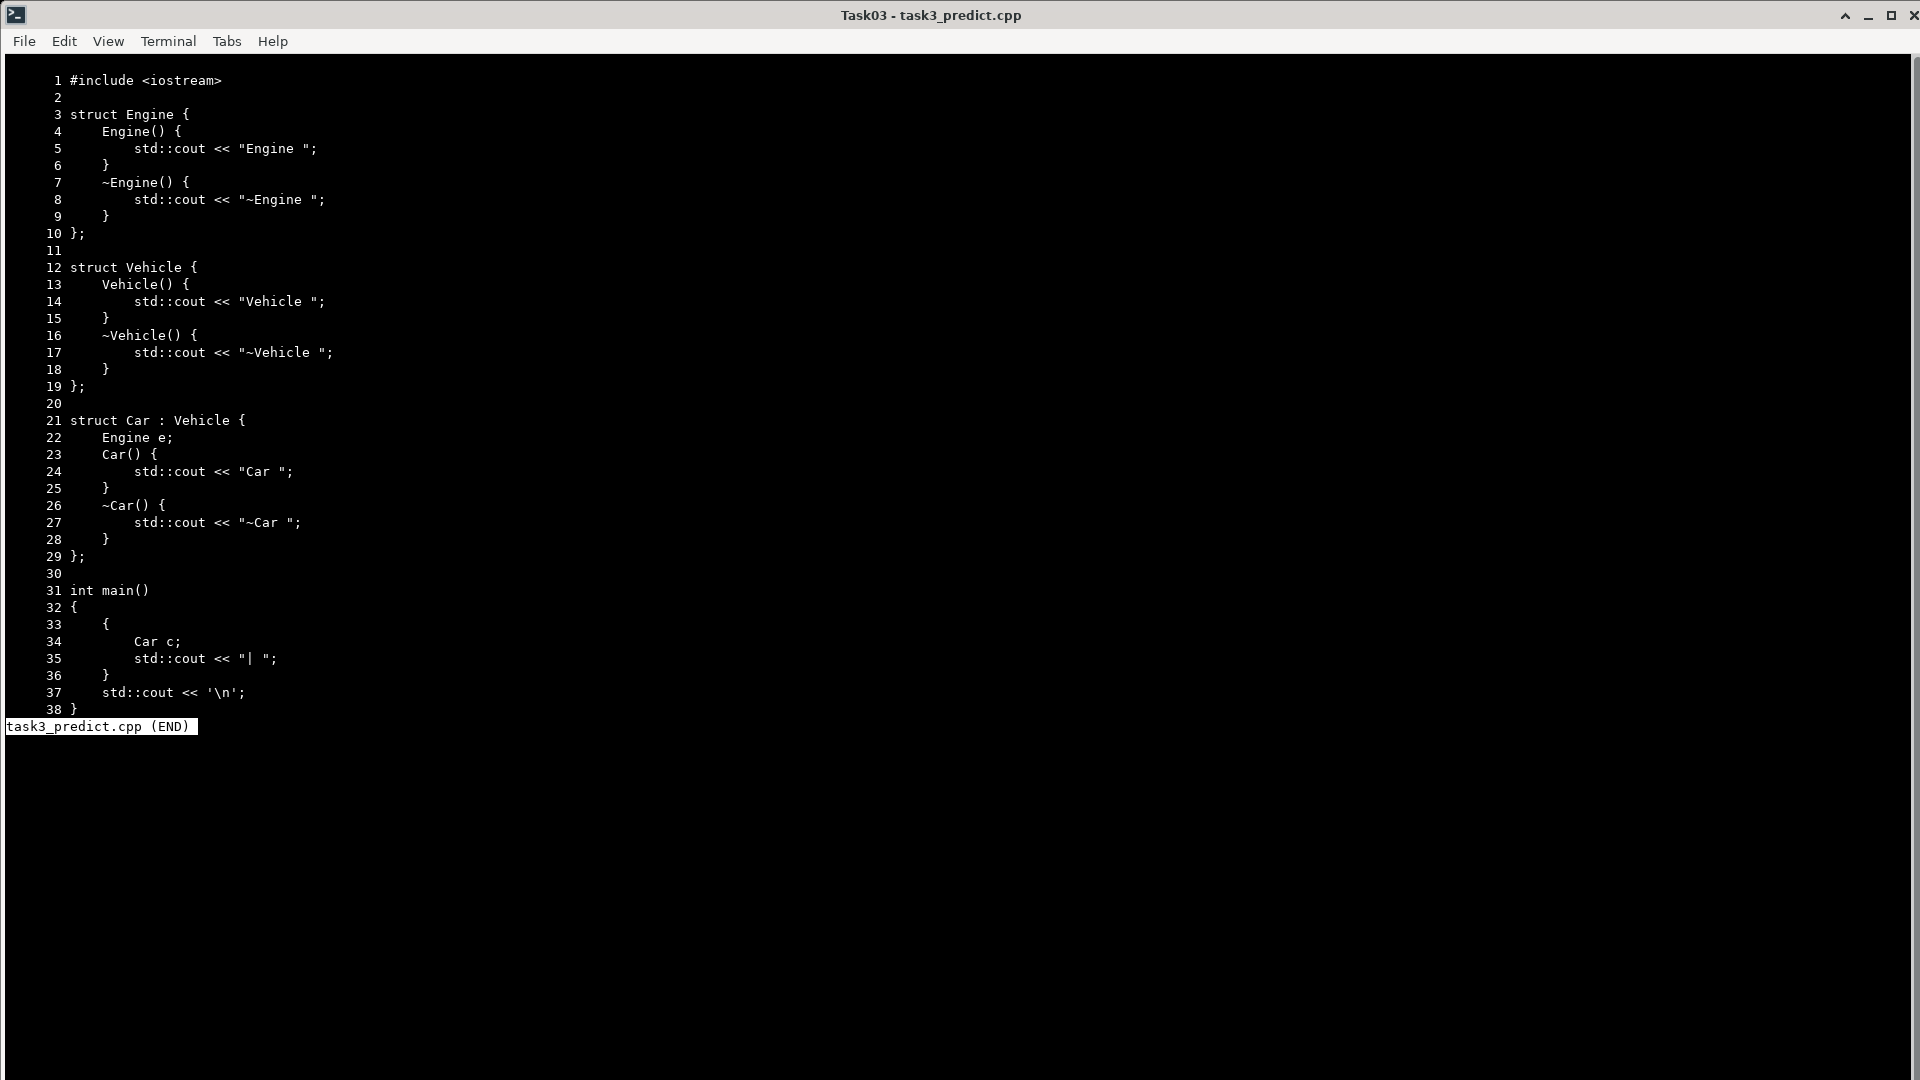 Task03 - task3_predict.cpp
File Edit View Terminal Tabs Help
1 #include <iostream>
2
3 struct Engine {
4     Engine() {
5         std::cout << "Engine ";
6     }
7     ~Engine() {
8         std::cout << "~Engine ";
9     }
10 };
11
12 struct Vehicle {
13     Vehicle() {
14         std::cout << "Vehicle ";
15     }
16     ~Vehicle() {
17         std::cout << "~Vehicle ";
18     }
19 };
20
21 struct Car : Vehicle {
22     Engine e;
23     Car() {
24         std::cout << "Car ";
25     }
26     ~Car() {
27         std::cout << "~Car ";
28     }
29 };
30
31 int main()
32 {
33     {
34         Car c;
35         std::cout << "| ";
36     }
37     std::cout << '\n';
38 }
task3_predict.cpp (END)